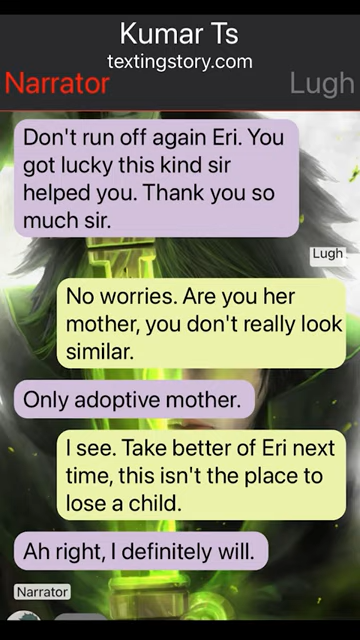 Kumar Ts
textingstory.com
Narrator
Lugh
Don't run off again Eri. You
got lucky this kind sir
helped you. Thank you so
much sir.
Lugh
No worries. Are you her
mother, you don't really look
similar.
Only adoptive mother.
I see. Take better of Eri next
time, this isn't the place to
lose a child.
Ah right, I definitely will.
Narrator